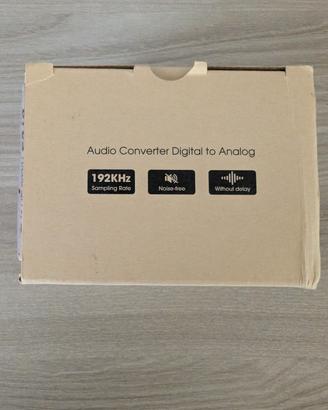 Audio Converter Digital to Analog
192KHz
Sampling Rate
Noise-free
Without delay